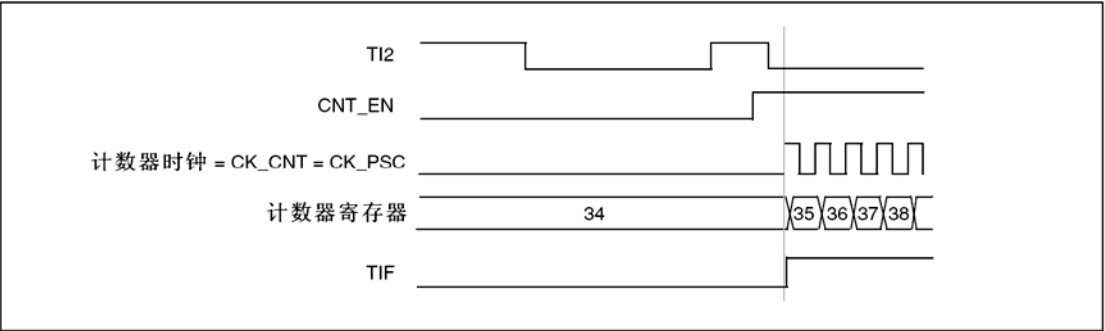 TI2
CNT_EN
计数器时钟 = CK_CNT = CK_PSC
计数器寄存器 34 35 36 37 38
TIF